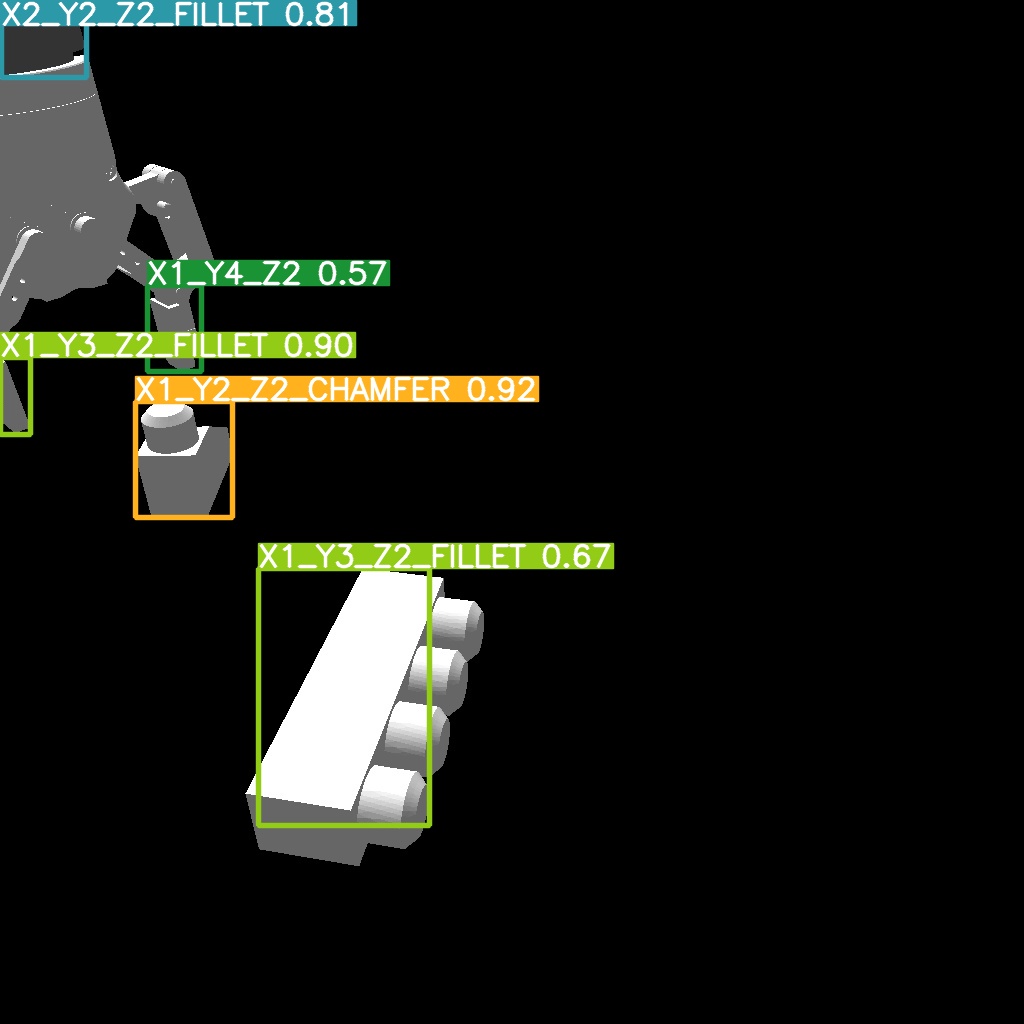 X2_Y2_Z2_FILLET 0.81
X1_Y4_Z2 0.57
X1_Y3_Z2_FILLET 0.90
X1_Y2_Z2_CHAMFER 0.92
X1_Y3_Z2_FILLET 0.67